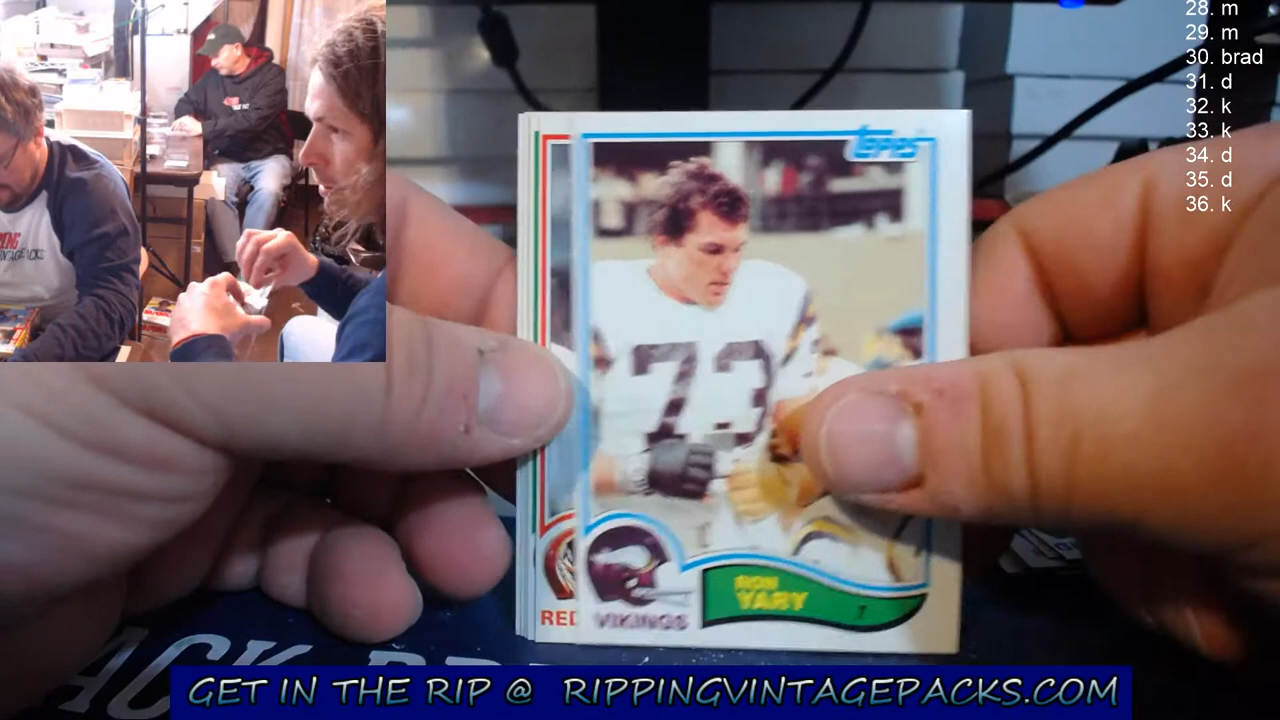 28. m
29. m
30. brad
31. d
32. k
33. k
34. d
35. d
36. k
topps
73
RED
VIKINGS
RON
YARY
T
GET IN THE RIP @ RIPPINGVINTAGEPACKS.COM